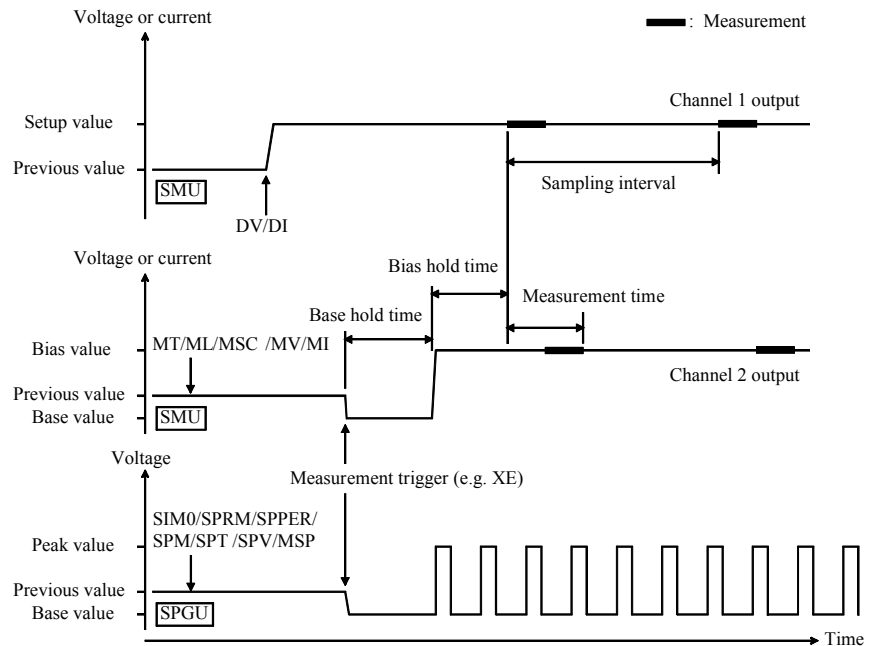 Voltage or current
: Measurement
Setup value
Channel 1 output
Previous value
SMU
Sampling interval
DV/DI
Voltage or current
Bias hold time
Measurement time
Base hold time
Bias value
MT/ML/MSC /MV/MI
Channel 2 output
Previous value
Base value
SMU
Voltage
Measurement trigger (e.g. XE)
SIM0/SPRM/SPPER/
SPM/SPT /SPV/MSP
Peak value
Previous value
Base value
SPGU
Time